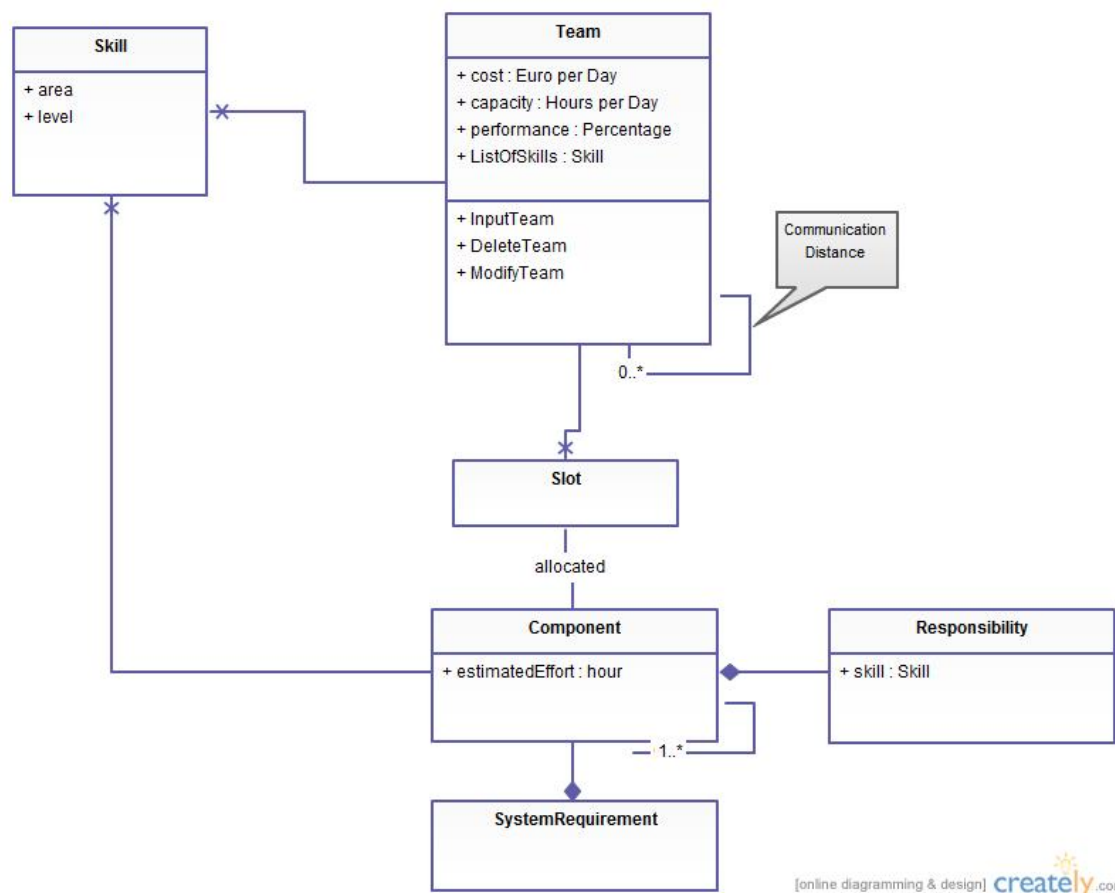 Skill
+ area
+ level
Team
+ cost : Euro per Day
+ capacity : Hours per Day
+ performance : Percentage
+ ListOfSkills : Skill
+ InputTeam
+ DeleteTeam
+ ModifyTeam
Communication
Distance
0..*
Slot
allocated
Component
+ estimatedEffort : hour
1..*
Responsibility
+ skill : Skill
SystemRequirement
[online diagramming & design] creately.com